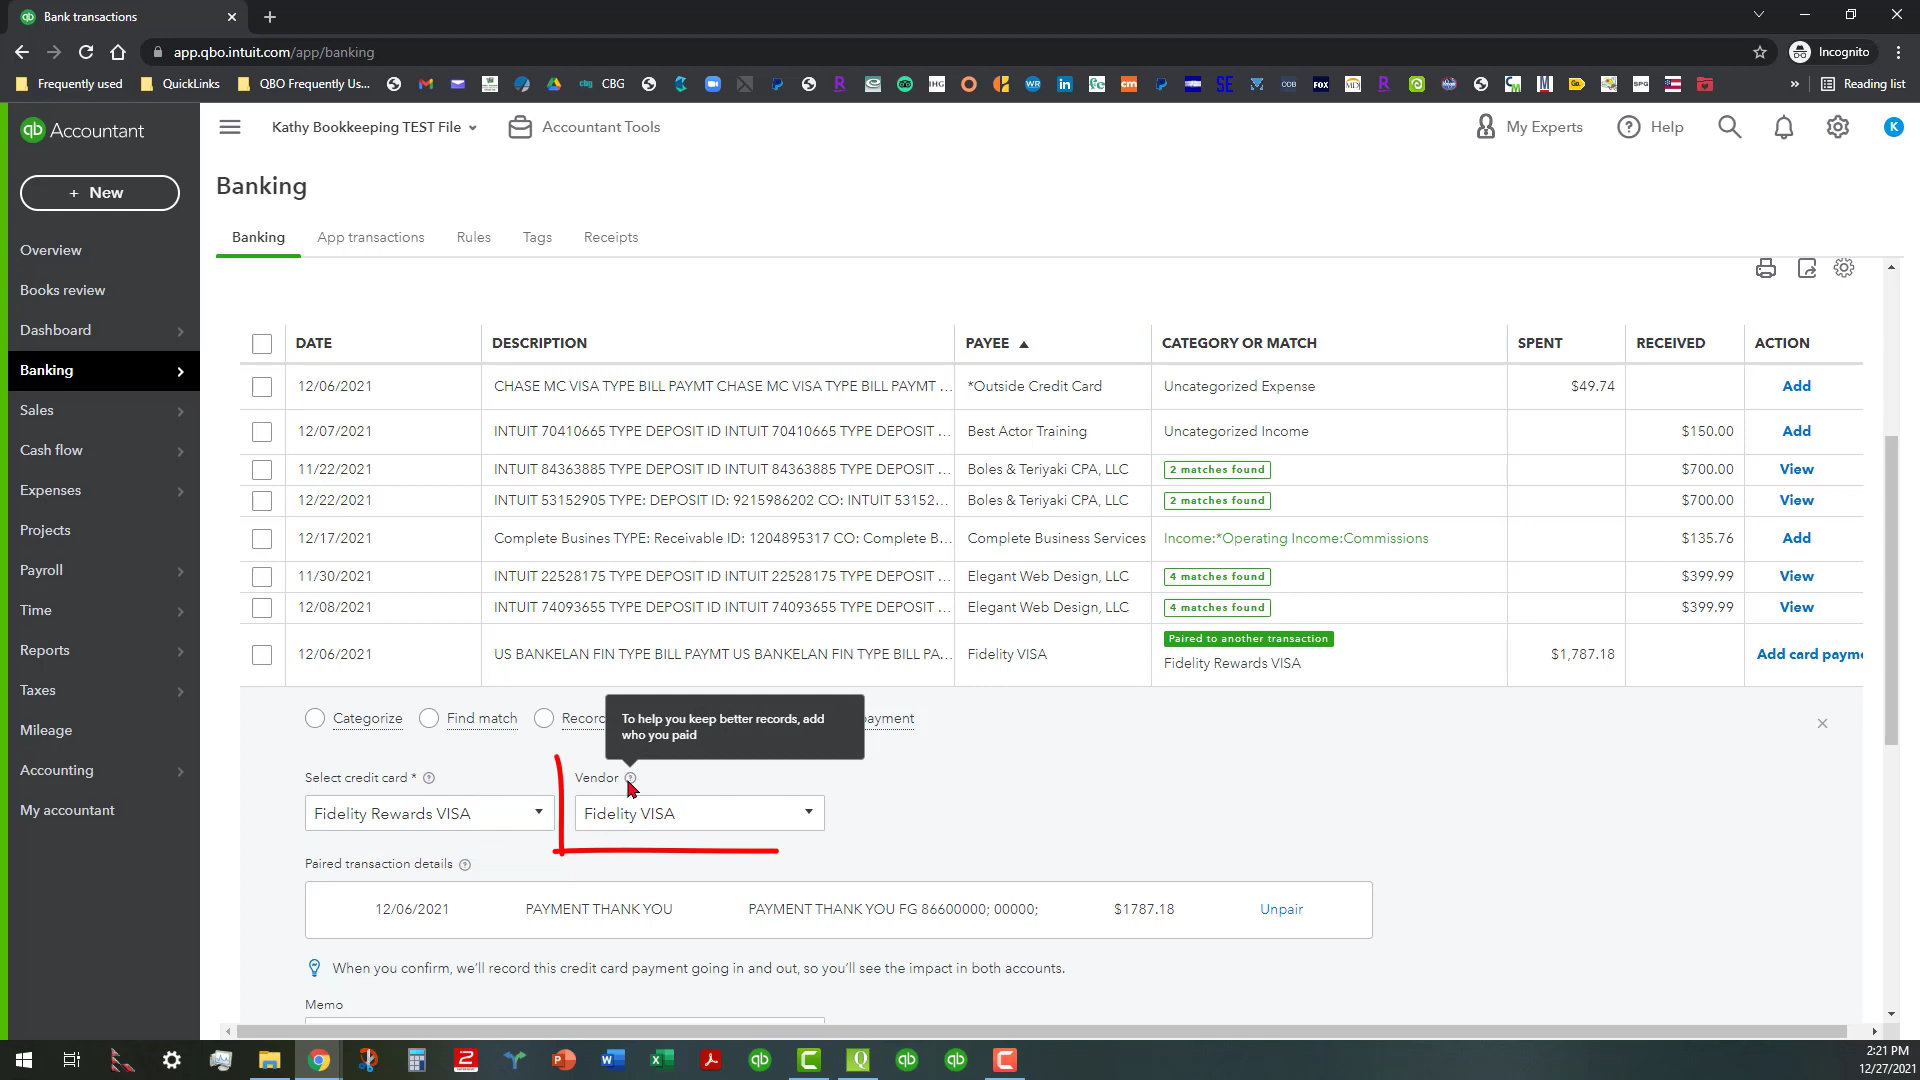 Bank transactions
app.qbo.intuit.com/app/banking
Incognito
Frequently used
QuickLinks
QBO Frequently Us...
CBG
Reading list
Accountant
Kathy Bookkeeping TEST File
Accountant Tools
My Experts
Help
K
+ New
Banking
Banking
App transactions
Rules
Tags
Receipts
Overview
Books review
Dashboard
Banking
Sales
Cash flow
Expenses
Projects
Payroll
Time
Reports
Taxes
Mileage
Accounting
My accountant
DATE DESCRIPTION PAYEE CATEGORY OR MATCH SPENT RECEIVED ACTION
12/06/2021 CHASE MC VISA TYPE BILL PAYMT CHASE MC VISA TYPE BILL PAYMT ... *Outside Credit Card Uncategorized Expense $49.74 Add
12/07/2021 INTUIT 70410665 TYPE DEPOSIT ID INTUIT 70410665 TYPE DEPOSIT ... Best Actor Training Uncategorized Income $150.00 Add
11/22/2021 INTUIT 84363885 TYPE DEPOSIT ID INTUIT 84363885 TYPE DEPOSIT ... Boles & Teriyaki CPA, LLC 2 matches found $700.00 View
12/22/2021 INTUIT 53152905 TYPE: DEPOSIT ID: 9215986202 CO: INTUIT 53152... Boles & Teriyaki CPA, LLC 2 matches found $700.00 View
12/17/2021 Complete Busines TYPE: Receivable ID: 1204895317 CO: Complete B... Complete Business Services Income:*Operating Income:Commissions $135.76 Add
11/30/2021 INTUIT 22528175 TYPE DEPOSIT ID INTUIT 22528175 TYPE DEPOSIT ... Elegant Web Design, LLC 4 matches found $399.99 View
12/08/2021 INTUIT 74093655 TYPE DEPOSIT ID INTUIT 74093655 TYPE DEPOSIT ... Elegant Web Design, LLC 4 matches found $399.99 View
Paired to another transaction
12/06/2021 US BANKELAN FIN TYPE BILL PAYMT US BANKELAN FIN TYPE BILL PA... Fidelity VISA Fidelity Rewards VISA $1,787.18 Add card payme
Categorize
Find match
Record
ayment
To help you keep better records, add
who you paid
Select credit card *
Vendor
Fidelity Rewards VISA
Fidelity VISA
Paired transaction details
12/06/2021 PAYMENT THANK YOU PAYMENT THANK YOU FG 86600000; 00000; $1787.18 Unpair
When you confirm, we'll record this credit card payment going in and out, so you'll see the impact in both accounts.
Memo
2:21 PM
12/27/2021